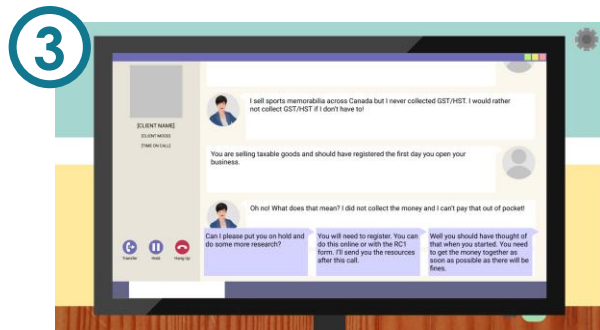 3
I sell sports memorabilia across Canada but I never collected GST/HST. I would rather
not collect GST/HST if I don't have to!
[CLIENT NAME]
[CLIENT MOOD]
[TIME ON CALL]
You are selling taxable goods and should have registered the first day you open your
business.
Oh no! What does that mean? I did not collect the money and I can't pay that out of pocket!
Can I please put you on hold and
do some more research?
You will need to register. You can
do this online or with the RC1
form. I'll send you the resources
after this call.
Well you should have thought of
that when you started. You need
to get the money together as
soon as possible as there will be
fines.
Transfer
Hold
Hang Up